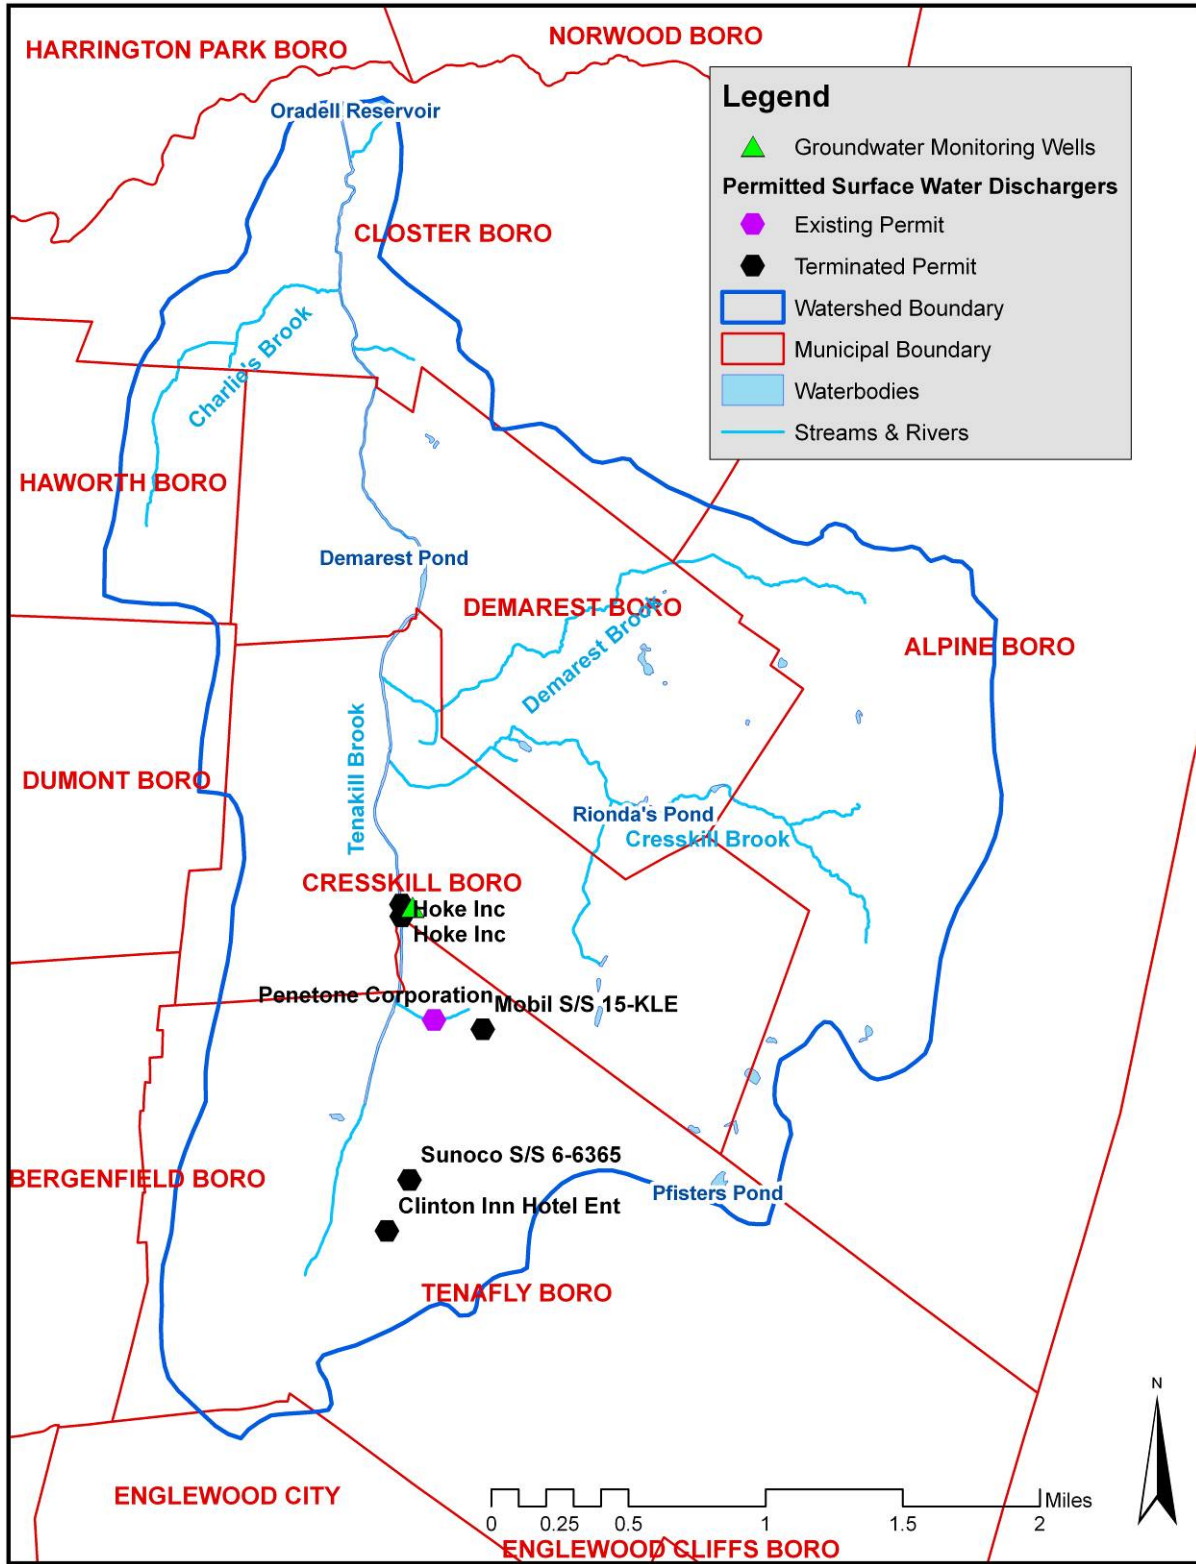 HARRINGTON PARK BORO
NORWOOD BORO
Legend
Groundwater Monitoring Wells
Permitted Surface Water Dischargers
Existing Permit
Terminated Permit
Watershed Boundary
Municipal Boundary
Waterbodies
Streams & Rivers
Oradell Reservoir
CLOSTER BORO
Charlie's Brook
HAWORTH BORO
Demarest Pond
DEMAREST BORO
Demarest Brook
ALPINE BORO
Tenakill Brook
DUMONT BORO
Rionda's Pond
Cresskill Brook
CRESSKILL BORO
Hoke Inc
Hoke Inc
Penetone Corporation
Mobil S/S 15-KLE
Sunoco S/S 6-6365
BERGENFIELD BORO
Pfisters Pond
Clinton Inn Hotel Ent
TENAFLY BORO
N
ENGLEWOOD CITY
Miles
0 0.25 0.5 1 1.5 2
ENGLEWOOD CLIFFS BORO